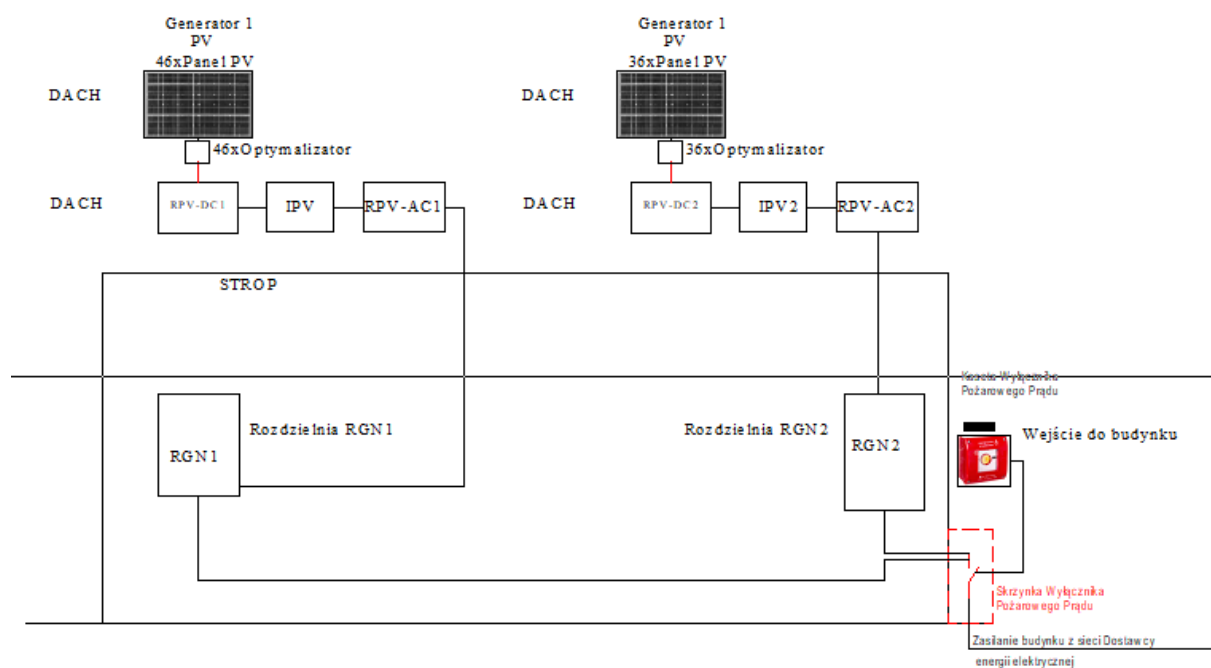 Generator 1
PV
46xPanel PV
DACH
46xOptymalizator
DACH
RPV-DC1
IPV
RPV-AC1
Generator 1
PV
36xPanel PV
DACH
36xOptymalizator
DACH
RPV-DC2
IPV2
RPV-AC2
STROP
Kaseta Wyłącznika
Pożarowego Prądu
RGN1
Rozdzielnia RGN1
Rozdzielnia RGN2
RGN2
Wejście do budynku
Skrzynka Wyłącznika
Pożarowego Prądu
Zasilanie budynku z sieci Dostawcy
energii elektrycznej